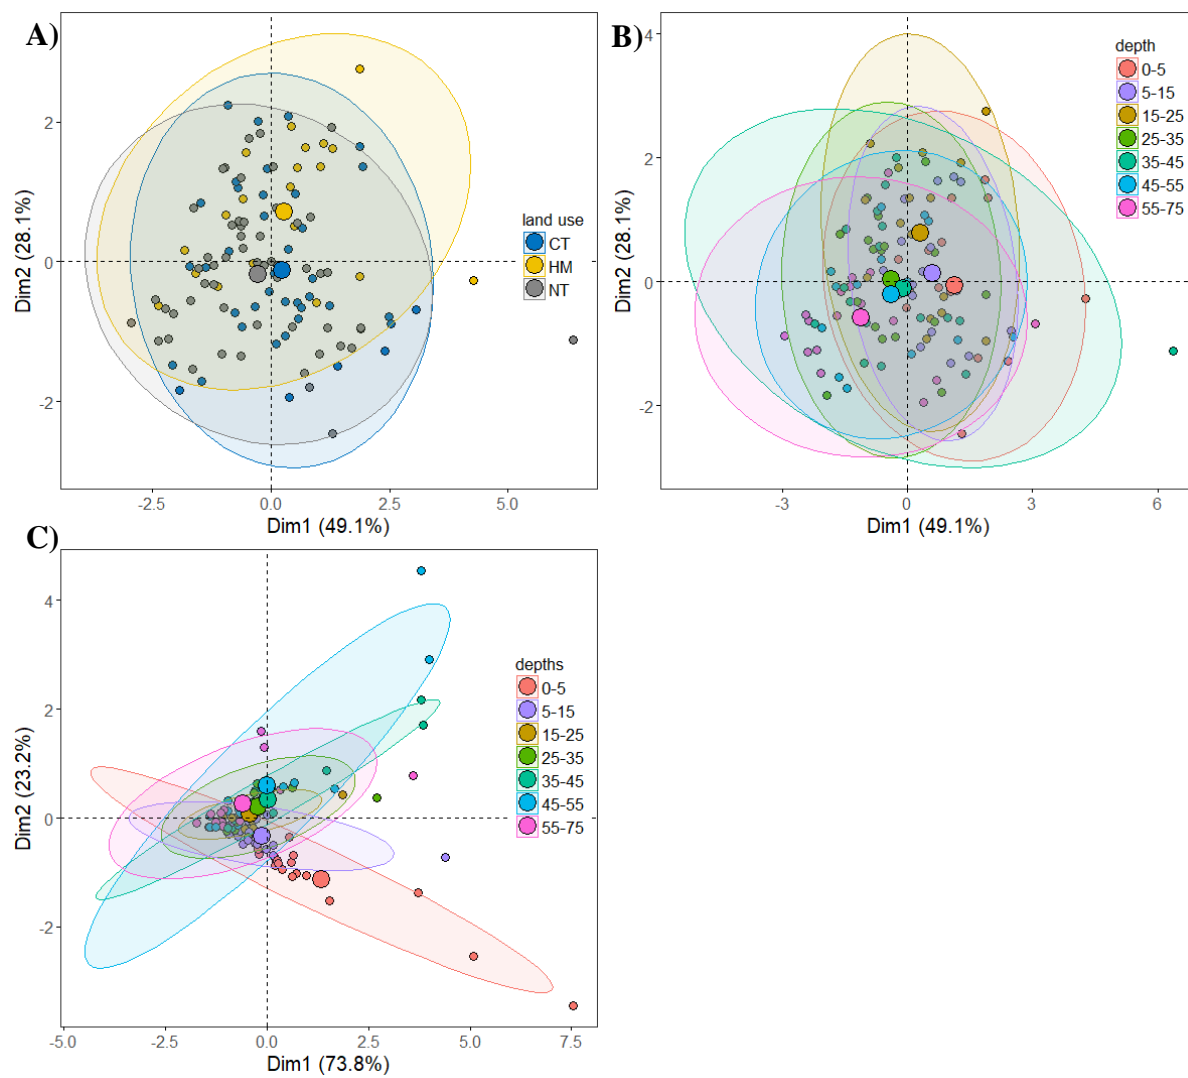 A)
2
0
-2
Dim2 (28.1%)
-2.5
0.0
2.5
5.0
Dim1 (49.1%)
land use
CT
HM
NT
B)
4
2
0
-2
Dim2 (28.1%)
-3
0
3
6
Dim1 (49.1%)
depth
0-5
5-15
15-25
25-35
35-45
45-55
55-75
C)
4
2
0
-2
Dim2 (23.2%)
-5.0
-2.5
0.0
2.5
5.0
7.5
Dim1 (73.8%)
depths
0-5
5-15
15-25
25-35
35-45
45-55
55-75